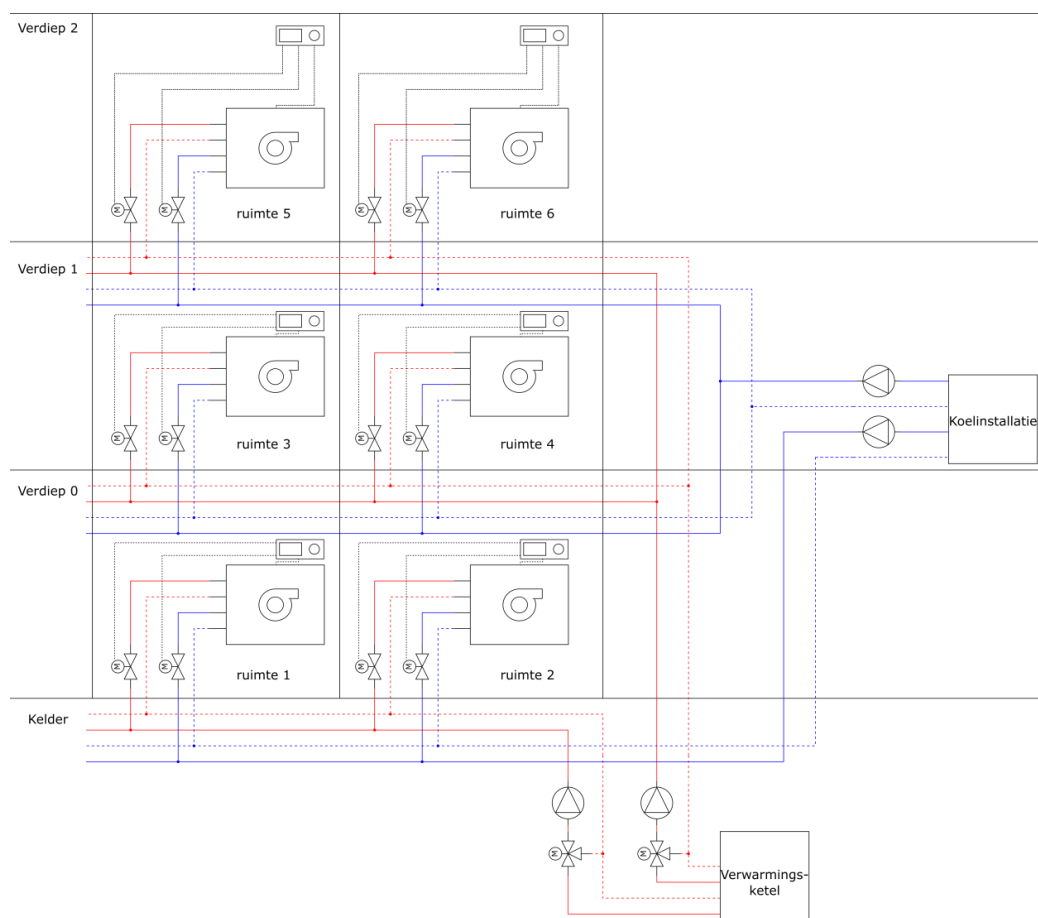 Verdiep 2
ruimte 5
ruimte 6
M
M
M
M
Verdiep 1
ruimte 3
ruimte 4
M
M
M
M
Koelinstallatie
Verdiep 0
ruimte 1
ruimte 2
M
M
M
M
Kelder
M
M
Verwarmings-
ketel